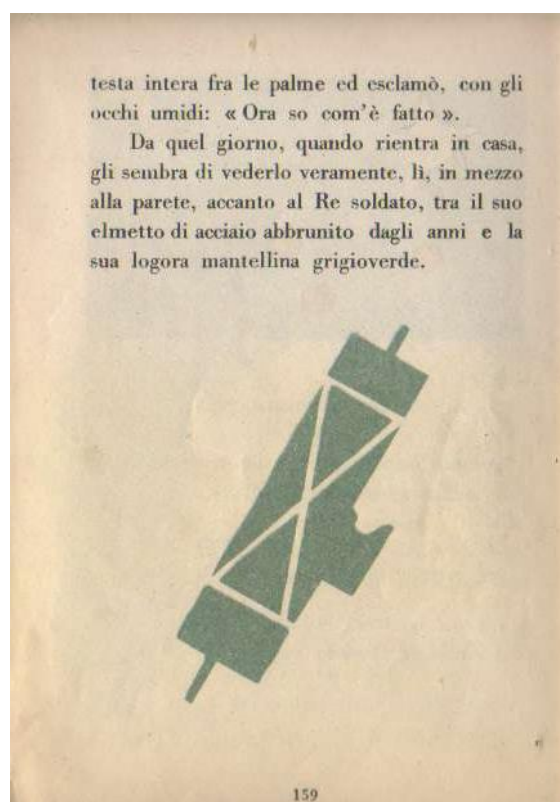 testa intera fra le palme ed esclamò, con gli
occhi umidi: « Ora so com'è fatto ».
Da quel giorno, quando rientra in casa,
gli sembra di vederlo veramente, lì, in mezzo
alla parete, accanto al Re soldato, tra il suo
elmetto di acciaio abbrunito dagli anni e la
sua logora mantellina grigioverde.
159